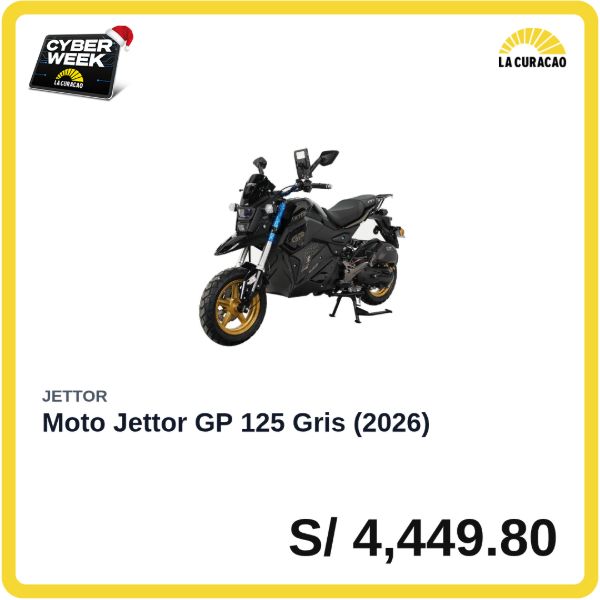 CYBER
WEEK
LA CURACAO
LA CURACAO
JETTOR
Moto Jettor GP 125 Gris (2026)
S/ 4,449.80